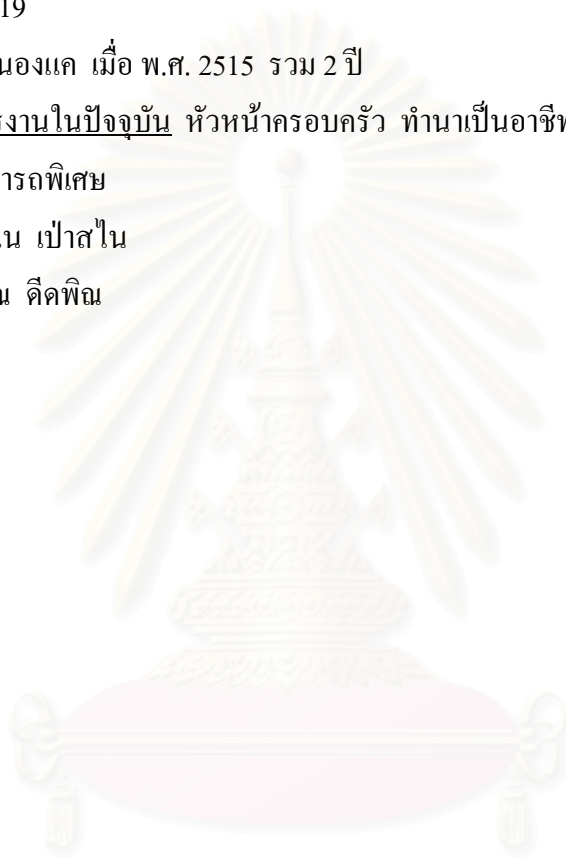 19
นองแค เมื่อ พ.ศ. 2515 รวม 2 ปี
งานในปัจจุบัน หัวหน้าครอบครัว ทำนาเป็นอาชีพ
ารถพิเศษ
เป่าสไน
ดีดพิณ